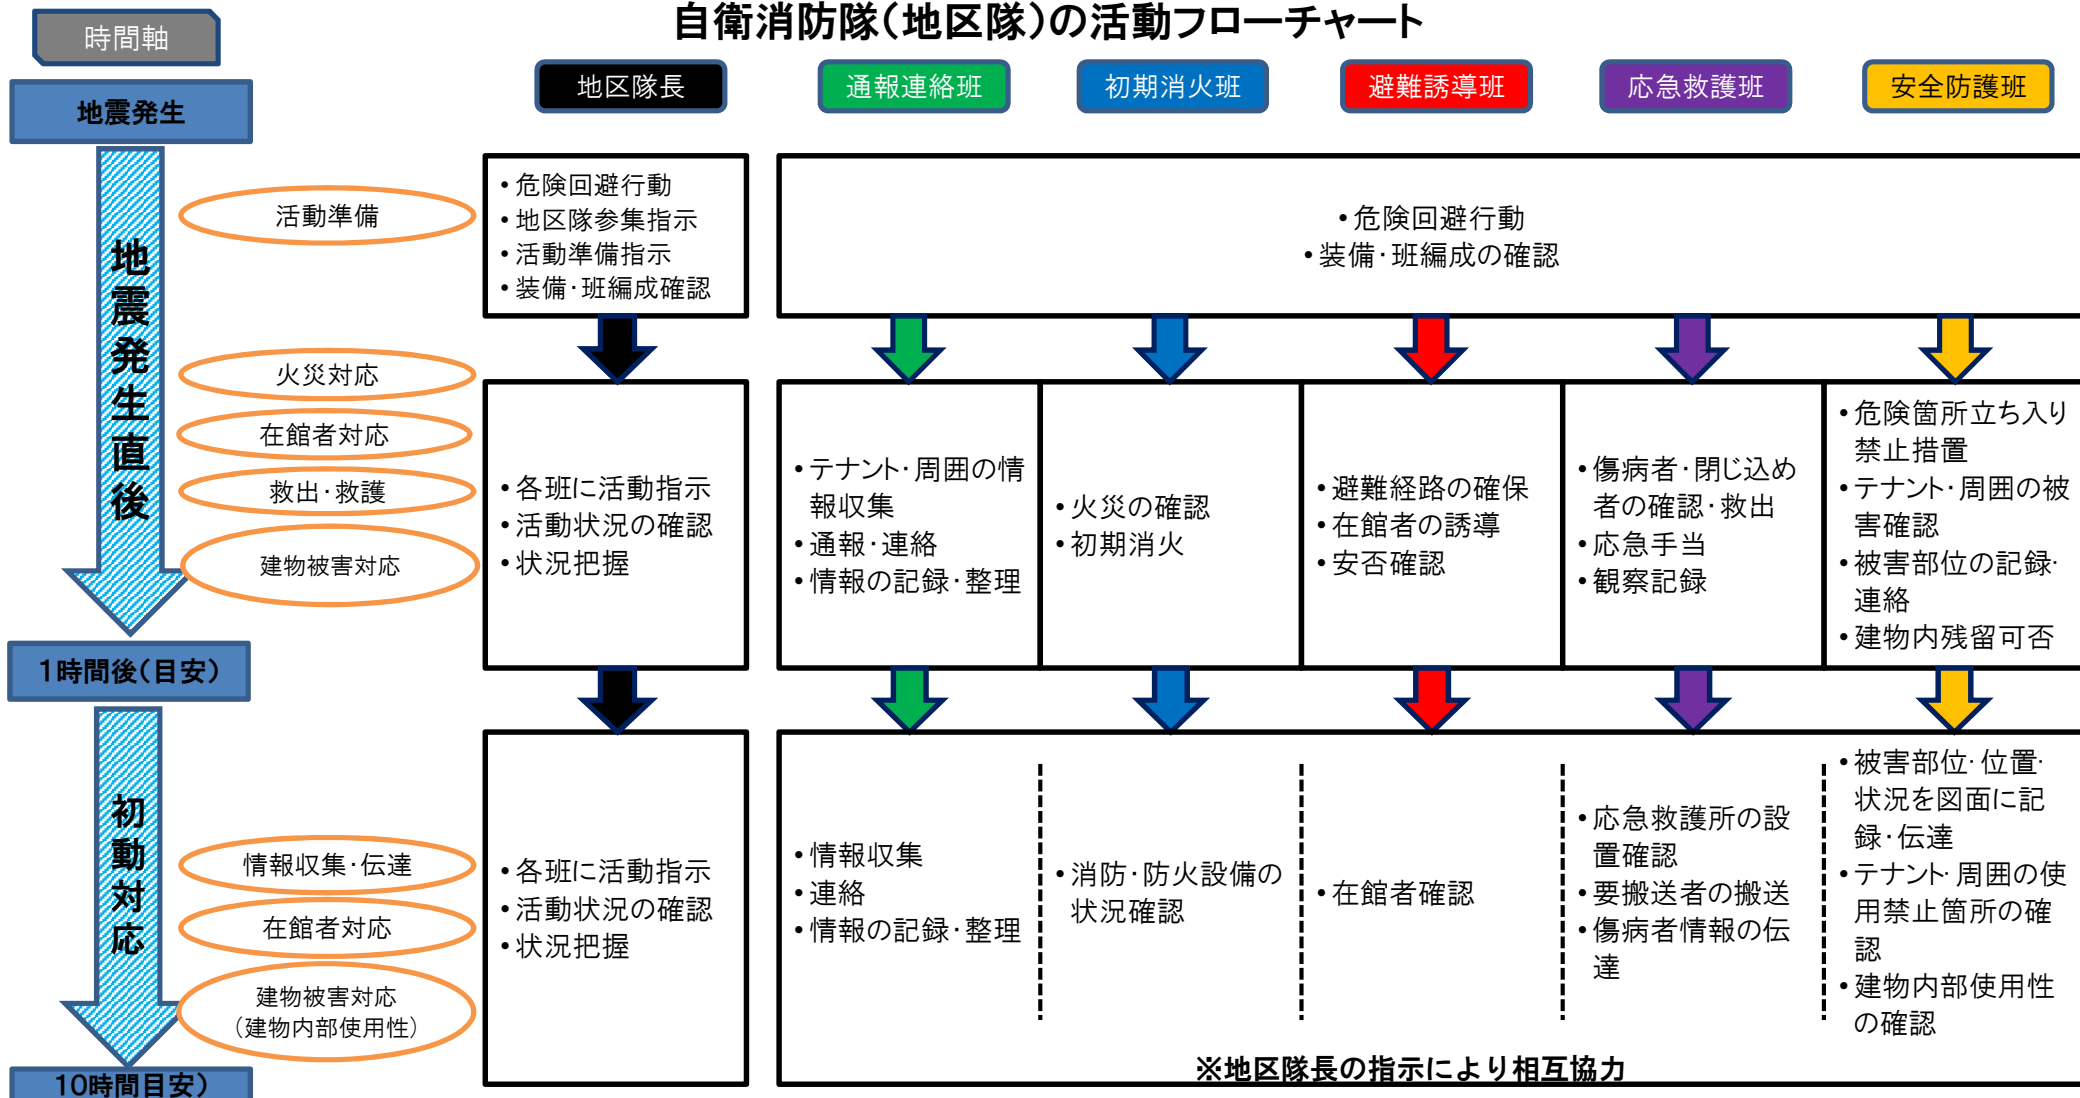 自衛消防隊(地区隊)の活動フローチャート
時間軸
地区隊長
通報連絡班
初期消火班
避難誘導班
応急救護班
安全防護班
地震発生
地震発生直後
活動準備
・危険回避行動
・地区隊参集指示
・活動準備指示
・装備・班編成確認
・危険回避行動
・装備・班編成の確認
火災対応
在館者対応
救出・救護
建物被害対応
・各班に活動指示
・活動状況の確認
・状況把握
・テナント・周囲の情
報収集
・通報・連絡
・情報の記録・整理
・火災の確認
・初期消火
・避難経路の確保
・在館者の誘導
・安否確認
・傷病者・閉じ込め
者の確認・救出
・応急手当
・観察記録
・危険箇所立ち入り
禁止措置
・テナント・周囲の被
害確認
・被害部位の記録・
連絡
・建物内残留可否
1時間後(目安)
初動対応
情報収集・伝達
在館者対応
建物被害対応
(建物内部使用性)
・各班に活動指示
・活動状況の確認
・状況把握
・情報収集
・連絡
・情報の記録・整理
・消防・防火設備の
状況確認
・在館者確認
・応急救護所の設
置確認
・要搬送者の搬送
・傷病者情報の伝
達
・被害部位・位置・
状況を図面に記
録・伝達
・テナント・周囲の使
用禁止箇所の確
認
・建物内部使用性
の確認
※地区隊長の指示により相互協力
10時間目安)